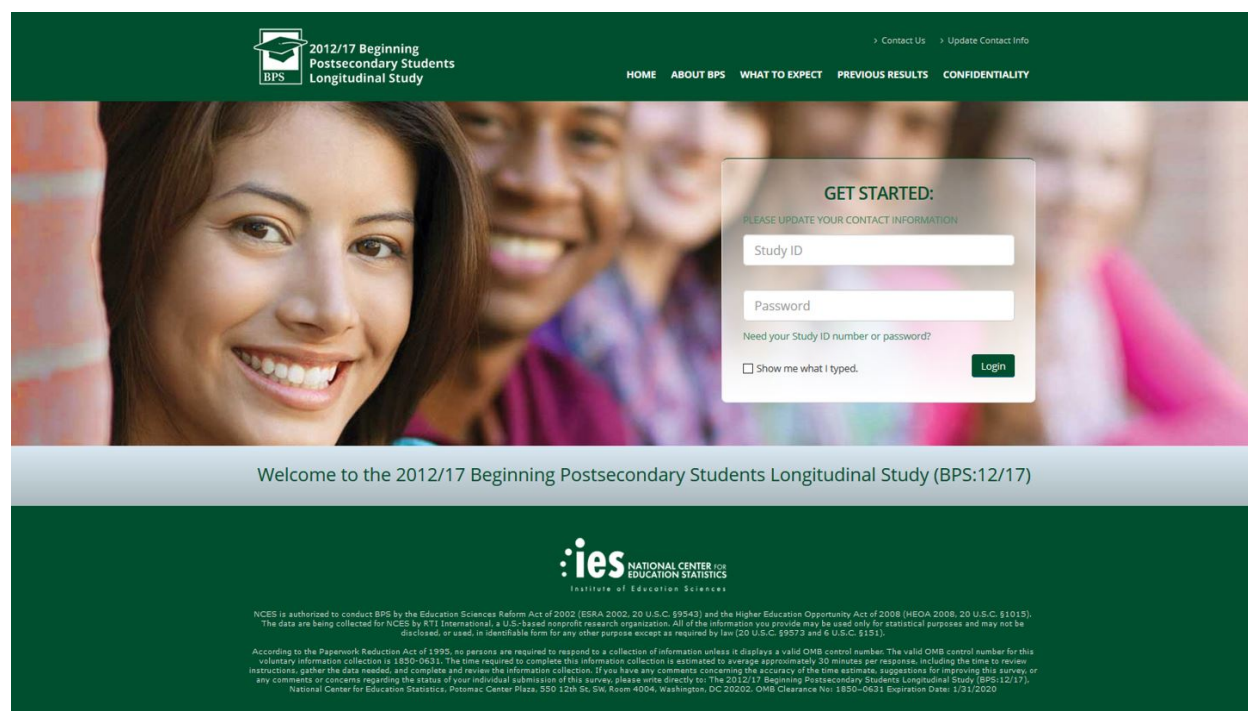 2012/17 Beginning
Postsecondary Students
Longitudinal Study
BPS
> Contact Us > Update Contact Info
HOME ABOUT BPS WHAT TO EXPECT PREVIOUS RESULTS CONFIDENTIALITY
GET STARTED:
PLEASE UPDATE YOUR CONTACT INFORMATION
Study ID
Password
Need your Study ID number or password?
Show me what I typed.
Login
Welcome to the 2012/17 Beginning Postsecondary Students Longitudinal Study (BPS:12/17)
ies NATIONAL CENTER FOR
EDUCATION STATISTICS
Institute of Education Sciences
NCES is authorized to conduct BPS by the Education Sciences Reform Act of 2002 (ESRA 2002, 20 U.S.C. §9543) and the Higher Education Opportunity Act of 2008 (HEOA 2008, 20 U.S.C. §1015).
The data are being collected for NCES by RTI International, a U.S.-based nonprofit research organization. All of the information you provide may be used only for statistical purposes and may not be
disclosed, or used, in identifiable form for any other purpose except as required by law (20 U.S.C. §9573 and 6 U.S.C. §151).
According to the Paperwork Reduction Act of 1995, no persons are required to respond to a collection of information unless it displays a valid OMB control number. The valid OMB control number for this
voluntary information collection is 1850-0631. The time required to complete this information collection is estimated to average approximately 30 minutes per response, including the time to review
instructions, gather the data needed, and complete and review the information collection. If you have any comments concerning the accuracy of the time estimate, suggestions for improving this survey, or
any comments or concerns regarding the status of your individual submission of this survey, please write directly to: The 2012/17 Beginning Postsecondary Students Longitudinal Study (BPS:12/17),
National Center for Education Statistics, Potomac Center Plaza, 550 12th St, SW, Room 4004, Washington, DC 20202. OMB Clearance No: 1850–0631 Expiration Date: 1/31/2020